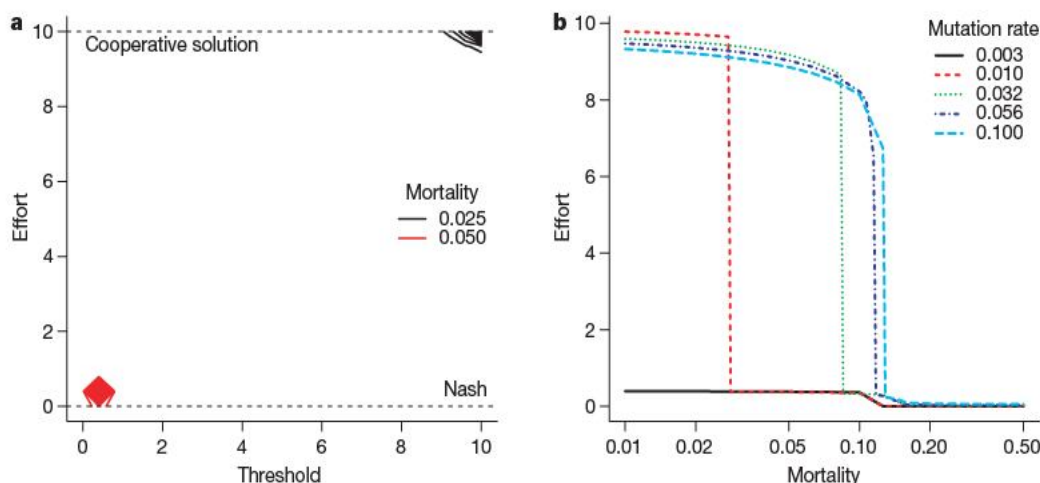 a
10
8
6
4
2
0
Effort
Cooperative solution
Mortality
0.025
0.050
Nash
0 2 4 6 8 10
Threshold
b
10
8
6
4
2
0
Effort
Mutation rate
0.003
0.010
0.032
0.056
0.100
0.01 0.02 0.05 0.10 0.20 0.50
Mortality